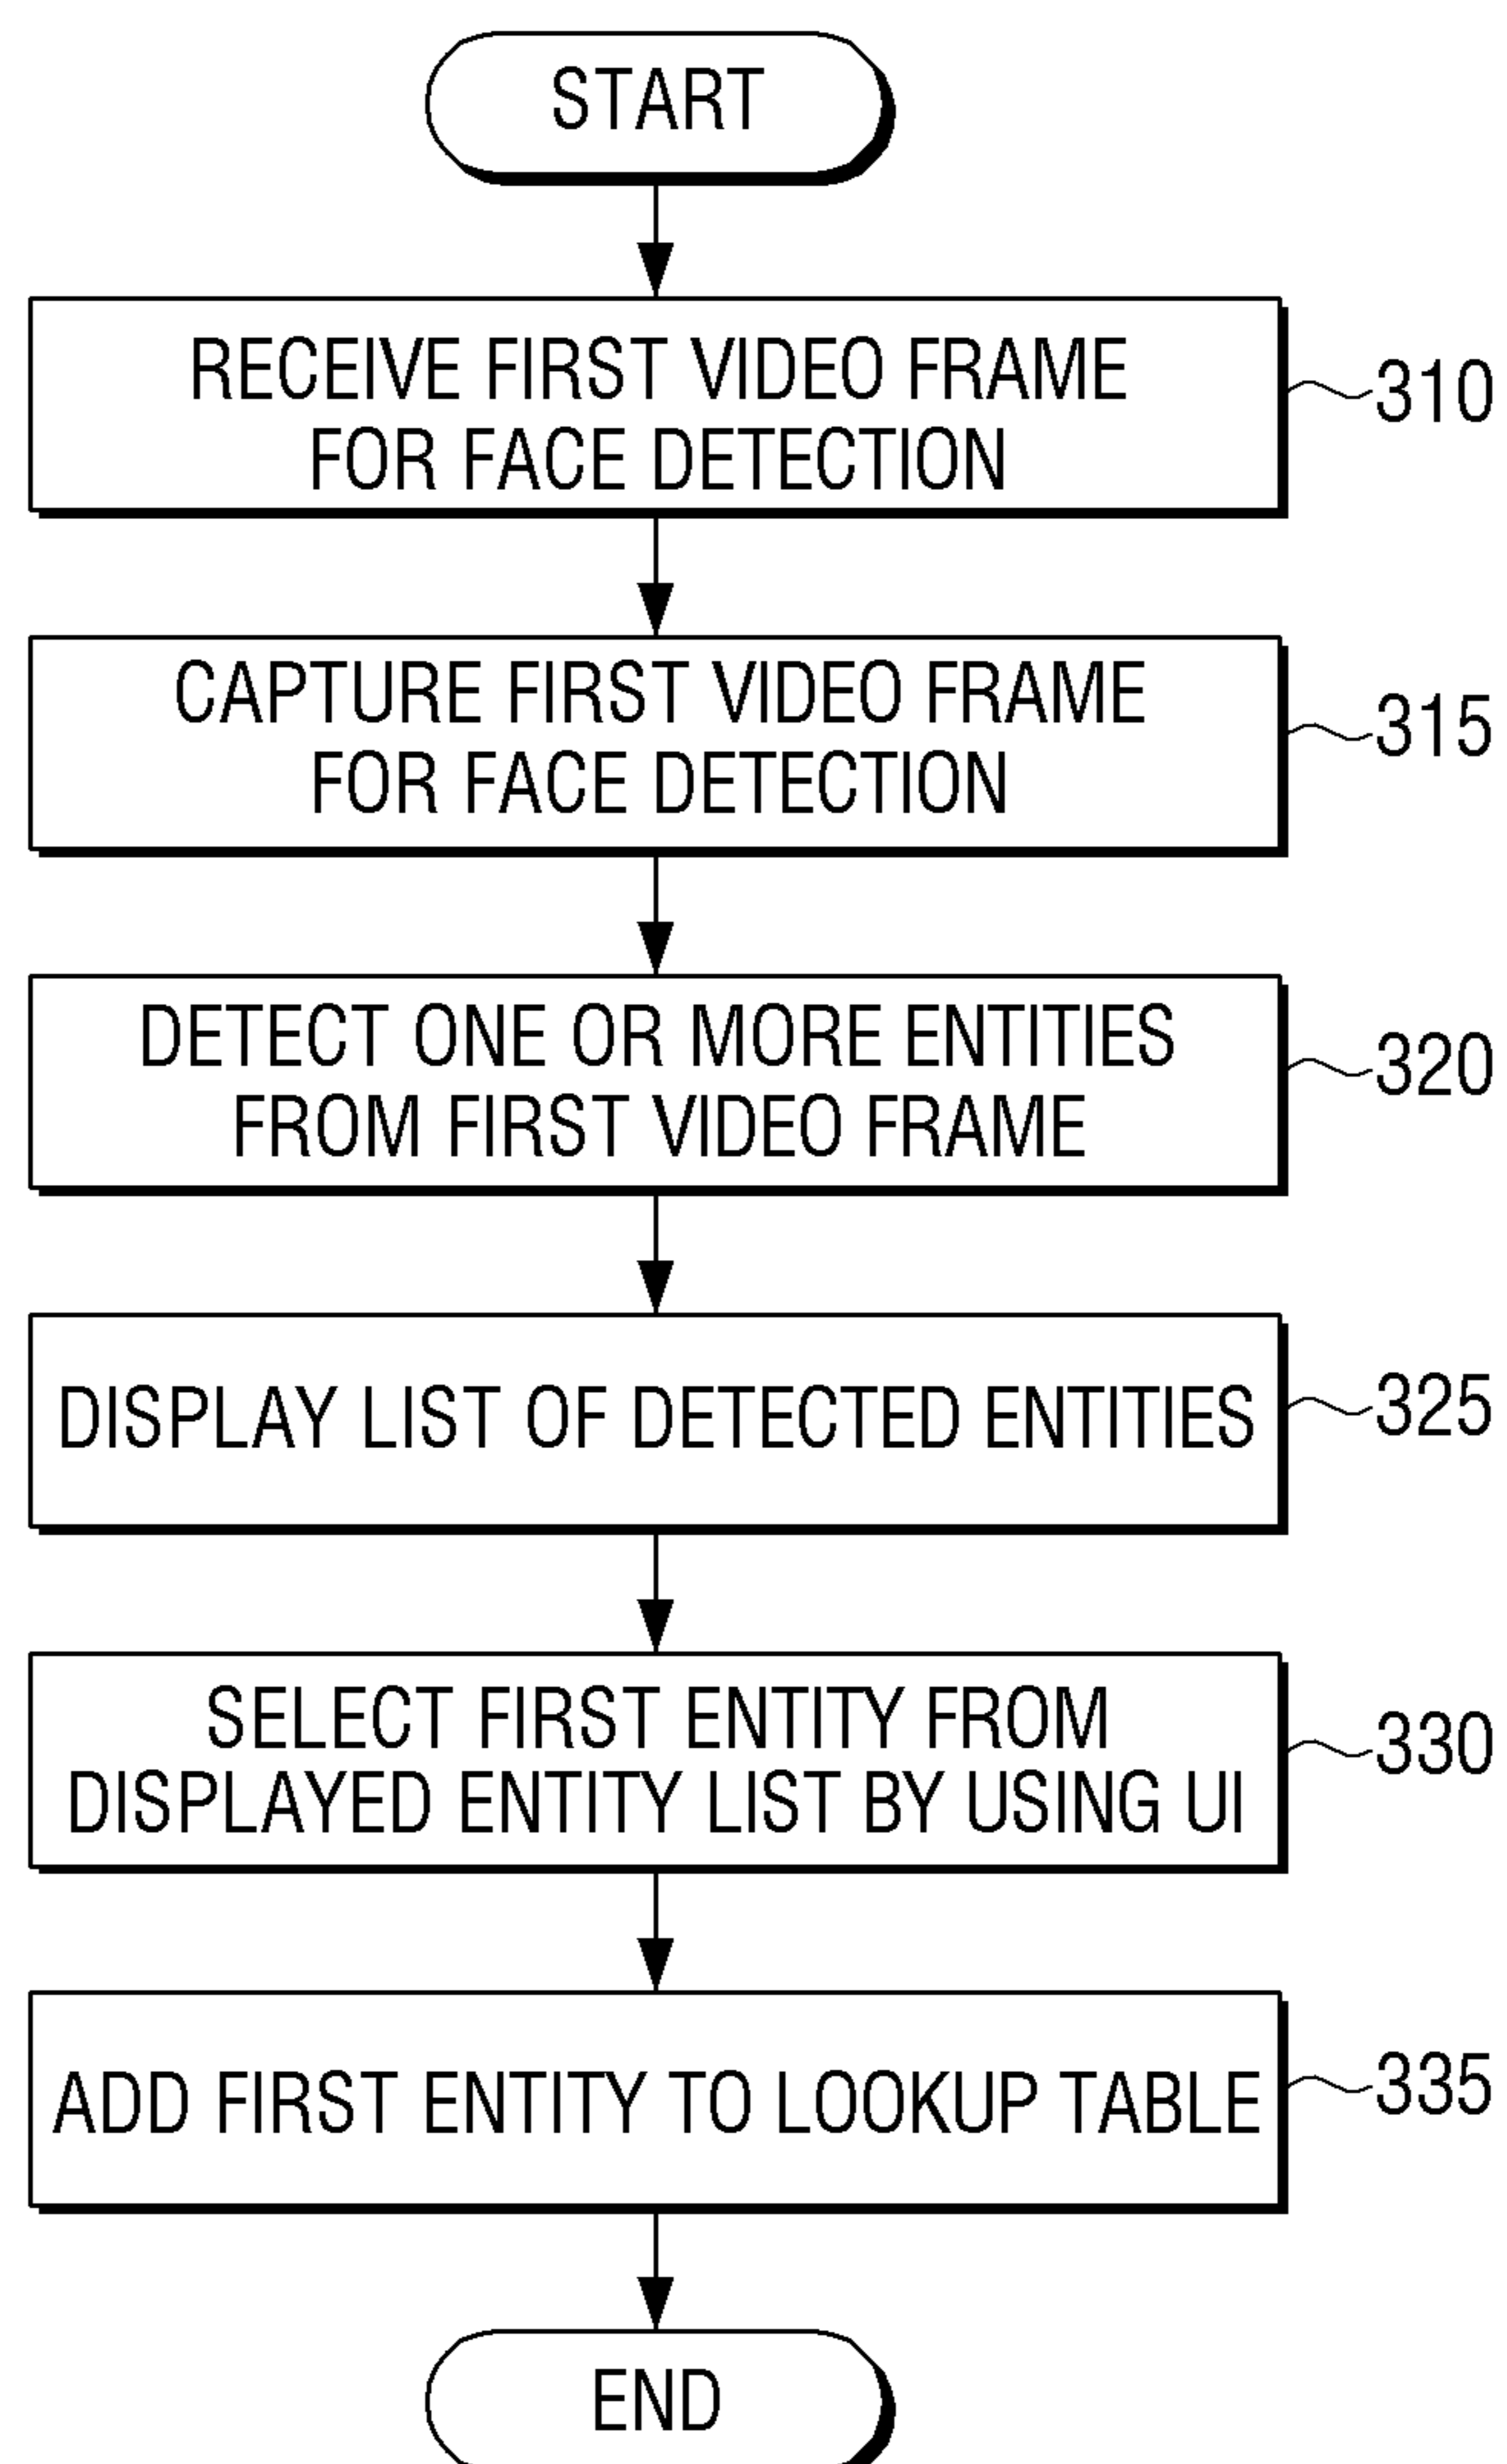 START
RECEIVE FIRST VIDEO FRAME
FOR FACE DETECTION
310
CAPTURE FIRST VIDEO FRAME
FOR FACE DETECTION
315
DETECT ONE OR MORE ENTITIES
FROM FIRST VIDEO FRAME
320
DISPLAY LIST OF DETECTED ENTITIES
325
SELECT FIRST ENTITY FROM
DISPLAYED ENTITY LIST BY USING UI
330
ADD FIRST ENTITY TO LOOKUP TABLE
335
END